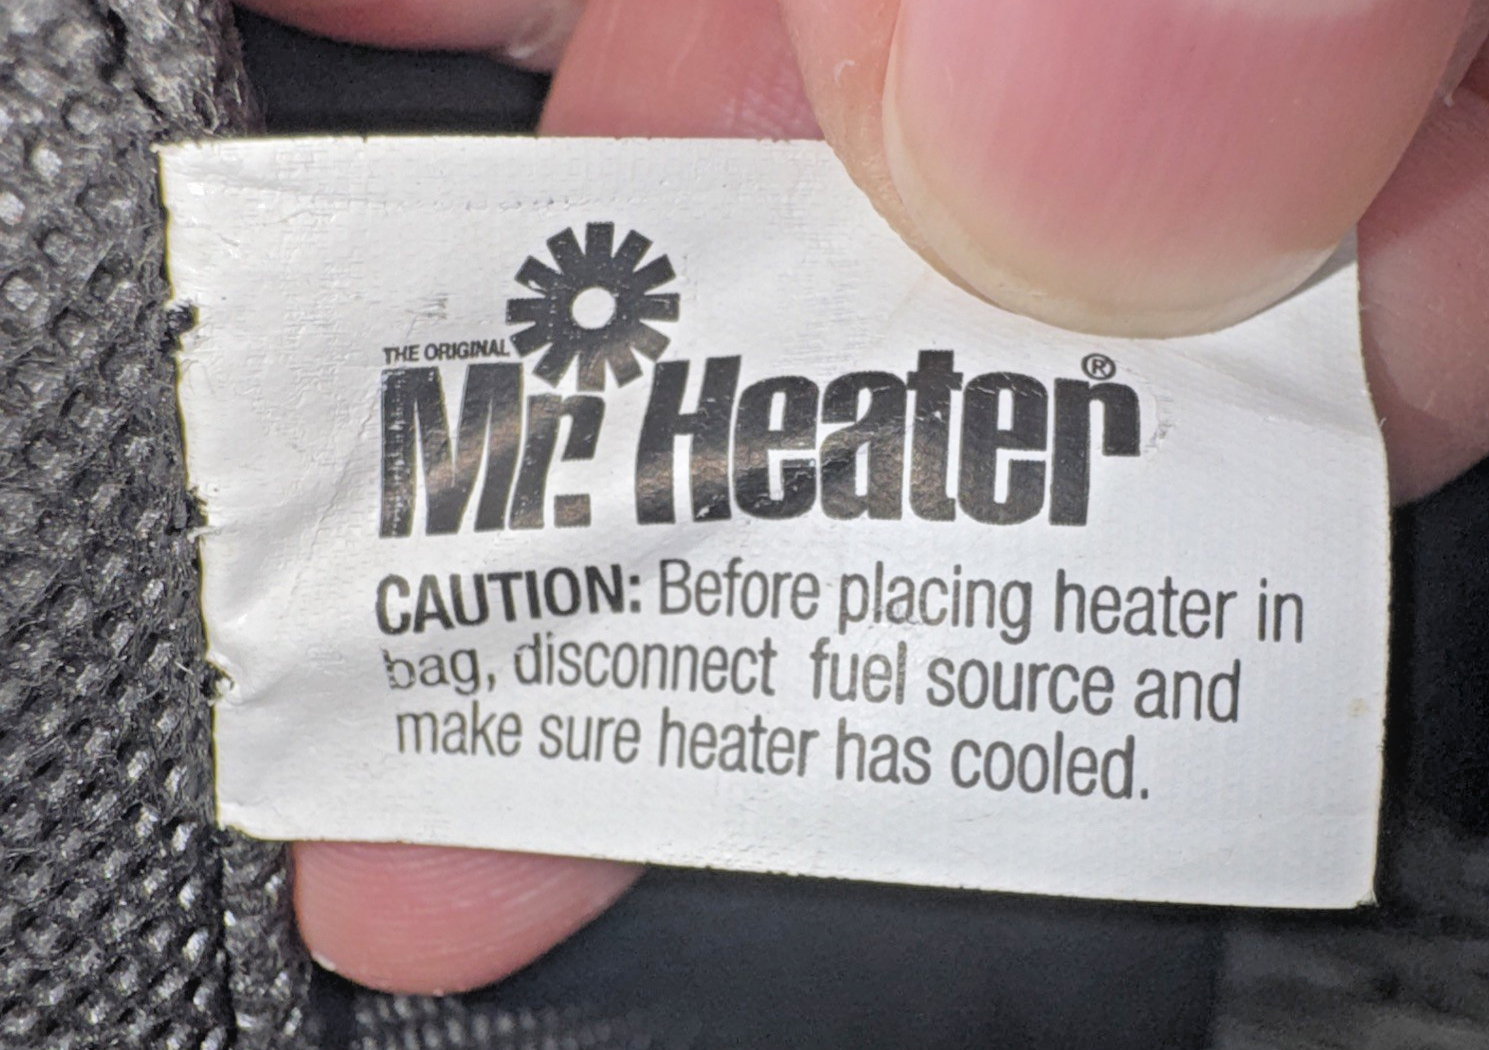 THE ORIGINAL
Mr. Heater®
CAUTION: Before placing heater in
bag, disconnect fuel source and
make sure heater has cooled.